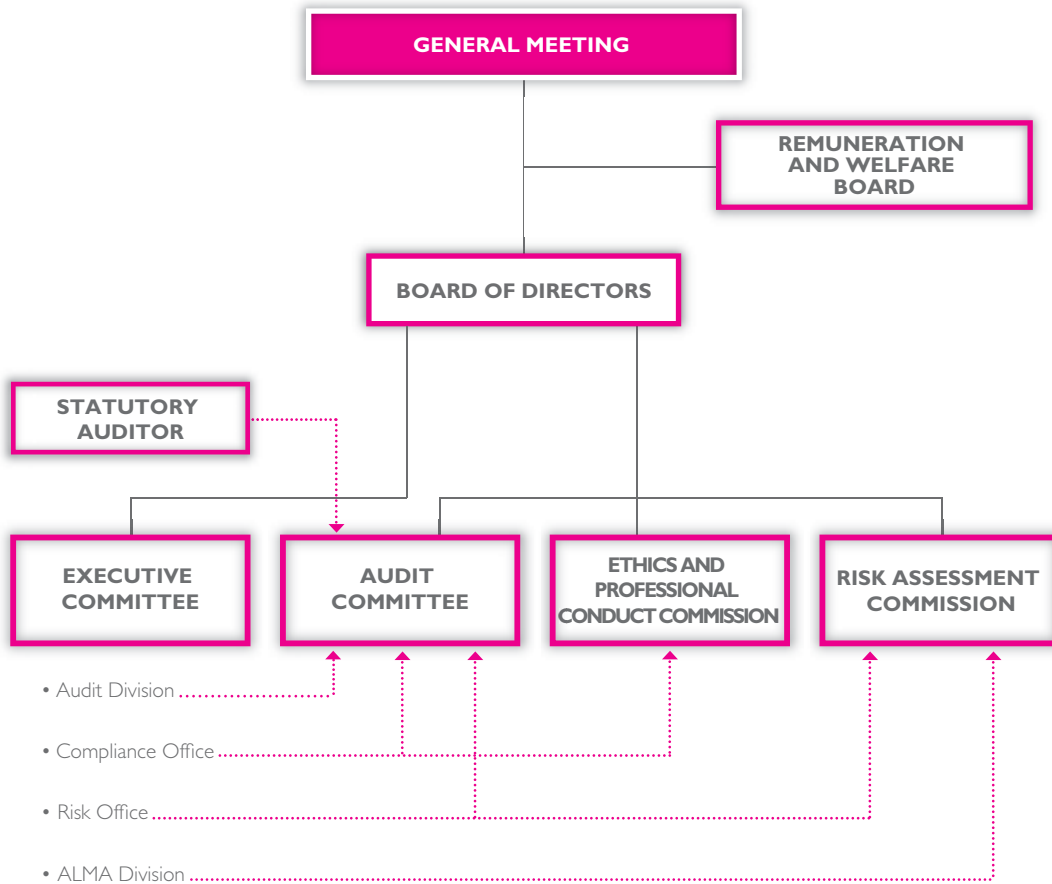 GENERAL MEETING
REMUNERATION
AND WELFARE
BOARD
BOARD OF DIRECTORS
STATUTORY
AUDITOR
EXECUTIVE
COMMITTEE
AUDIT
COMMITTEE
ETHICS AND
PROFESSIONAL
CONDUCT COMMISSION
RISK ASSESSMENT
COMMISSION
• Audit Division
• Compliance Office
• Risk Office
• ALMA Division